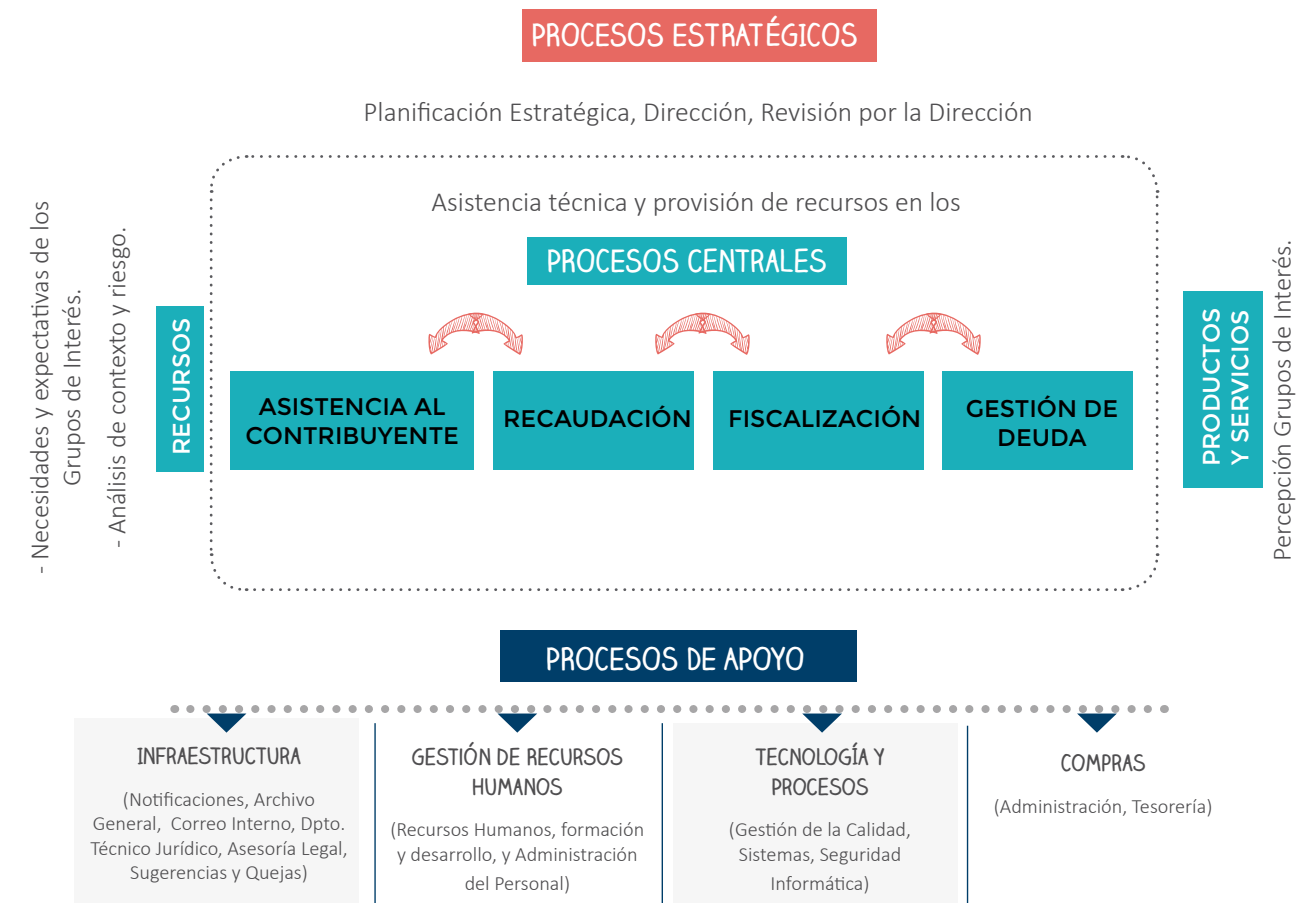 PROCESOS ESTRATÉGICOS
Planificación Estratégica, Dirección, Revisión por la Dirección
- Necesidades y expectativas de los
Grupos de Interés.
- Análisis de contexto y riesgo.
RECURSOS
Asistencia técnica y provisión de recursos en los
PROCESOS CENTRALES
ASISTENCIA AL
CONTRIBUYENTE
RECAUDACIÓN
FISCALIZACIÓN
GESTIÓN DE
DEUDA
PRODUCTOS
Y SERVICIOS
Percepción Grupos de Interés.
PROCESOS DE APOYO
INFRAESTRUCTURA
(Notificaciones, Archivo
General, Correo Interno, Dpto.
Técnico Jurídico, Asesoría Legal,
Sugerencias y Quejas)
GESTIÓN DE RECURSOS
HUMANOS
(Recursos Humanos, formación
y desarrollo, y Administración
del Personal)
TECNOLOGÍA Y
PROCESOS
(Gestión de la Calidad,
Sistemas, Seguridad
Informática)
COMPRAS
(Administración, Tesorería)